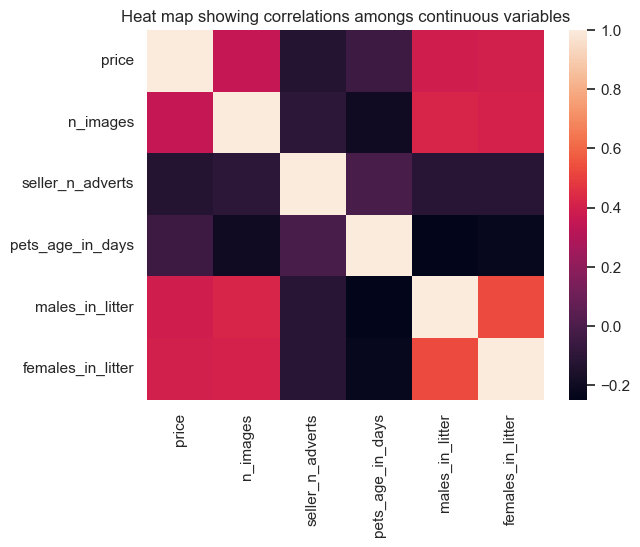 Heat map showing correlations amongs continuous variables
price
n_images
seller_n_adverts
pets_age_in_days
males_in_litter
females_in_litter
price
n_images
seller_n_adverts
pets_age_in_days
males_in_litter
females_in_litter
1.0
0.8
0.6
0.4
0.2
0.0
−0.2